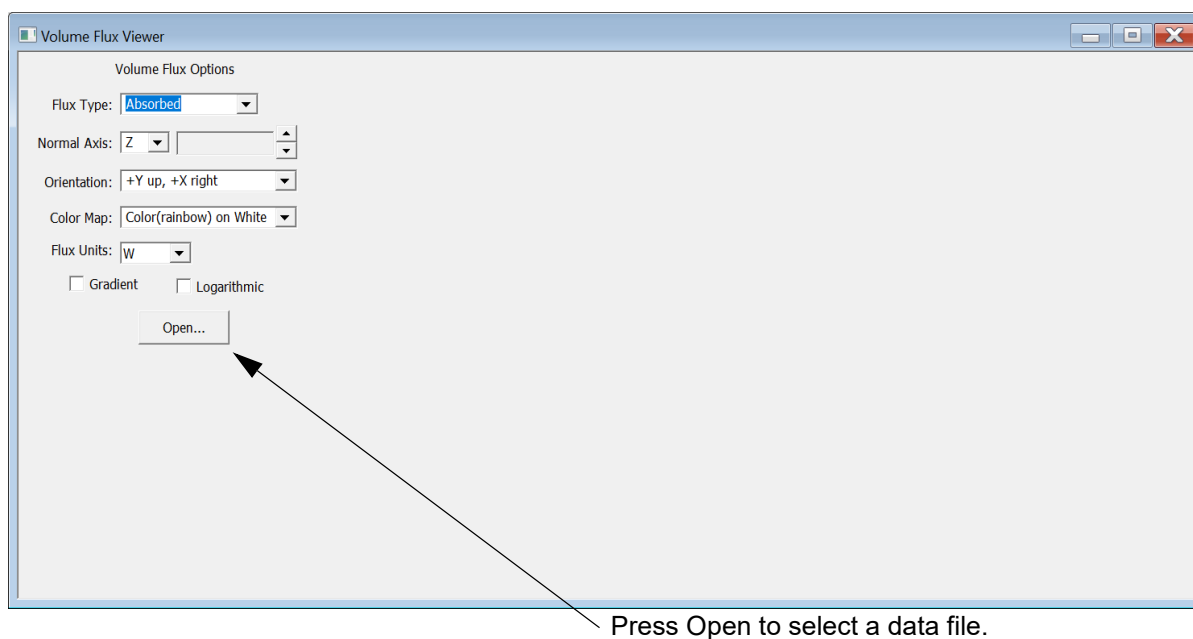 Volume Flux Viewer
Volume Flux Options
Flux Type: Absorbed
Normal Axis: Z
Orientation: +Y up, +X right
Color Map: Color(rainbow) on White
Flux Units: W
Gradient Logarithmic
Open...
Press Open to select a data file.